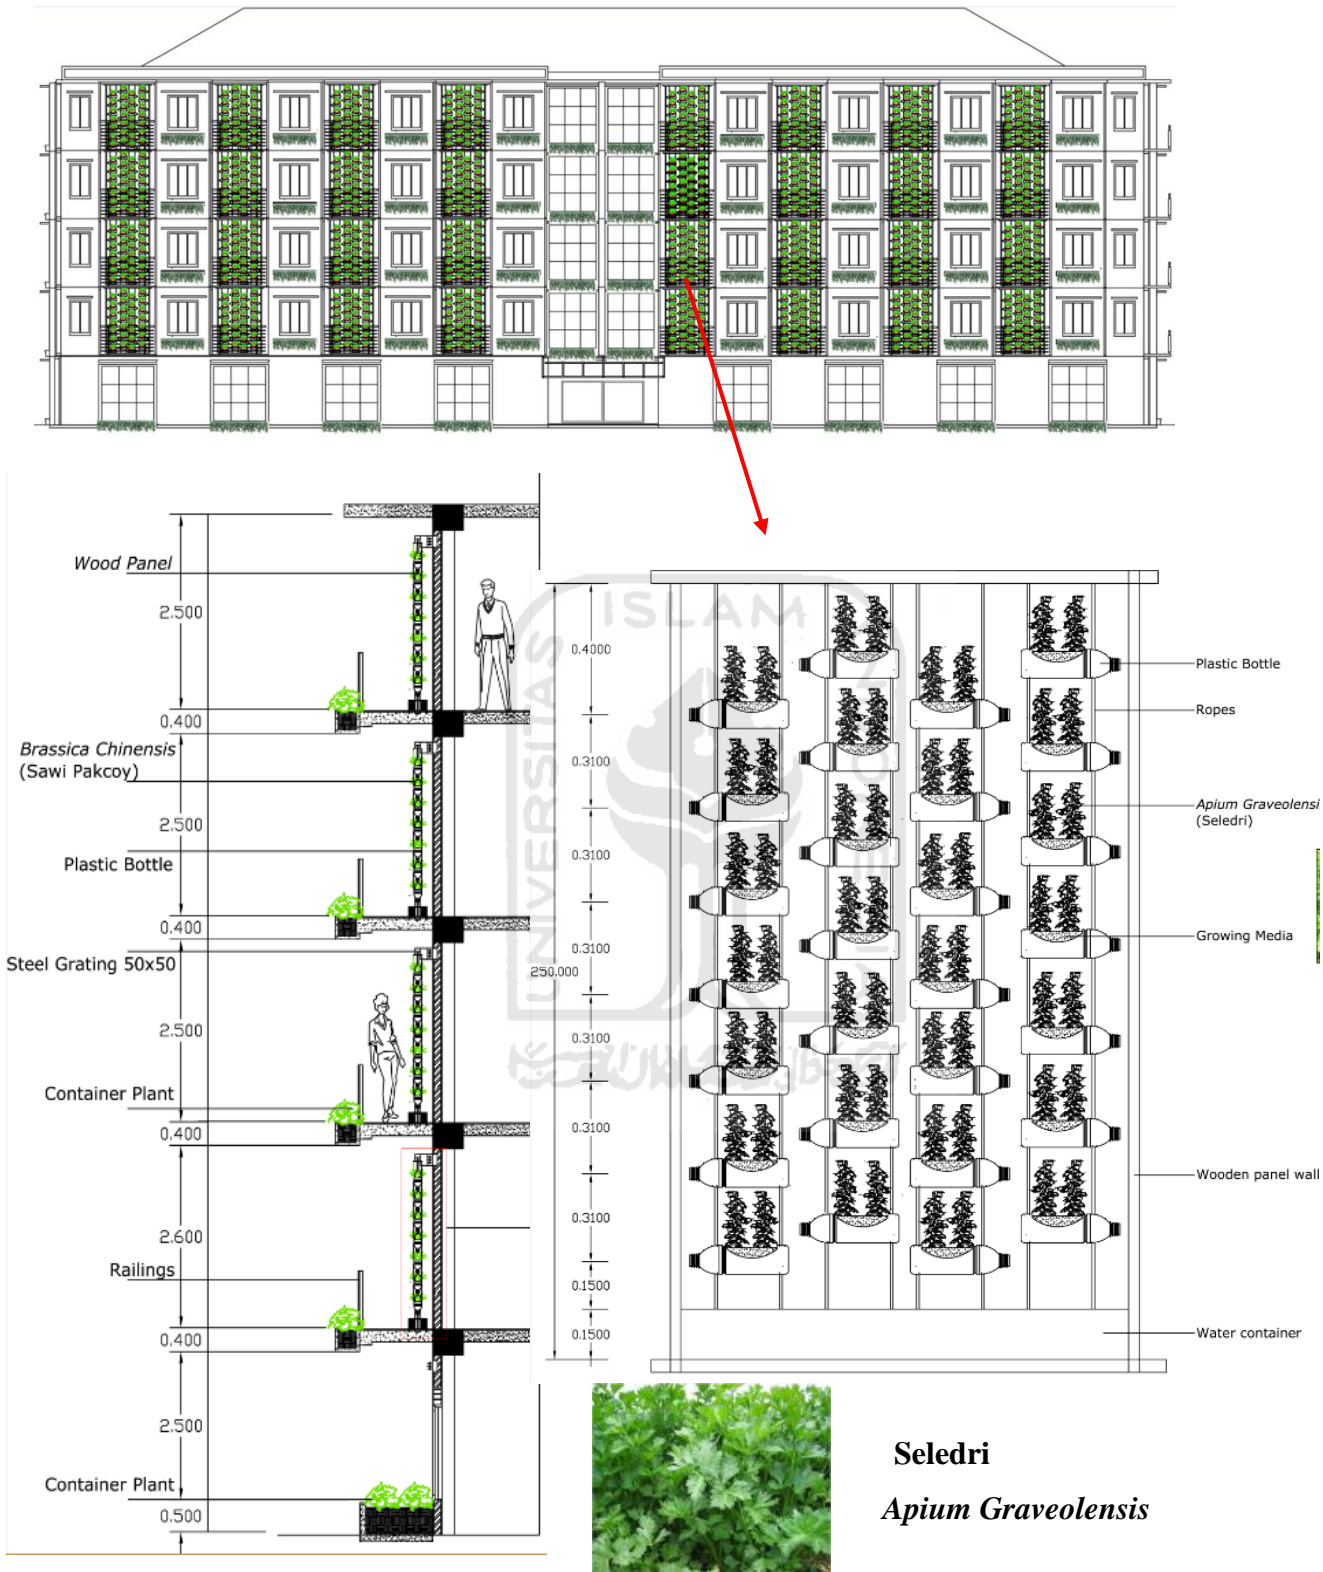 Wood Panel
2.500
0,400
Brassica Chinensis
(Sawi Pakcoy)
2.500
Plastic Bottle
0,400
Steel Grating 50x50
2.500
Container Plant
0,400
2.600
Railings
0,400
2.500
Container Plant
0,500
0.4000
0.3100
0.3100
0.3100
250.000
0.3100
0.3100
0.3100
0.1500
0.1500
Plastic Bottle
Ropes
Apium Graveolensi
(Seledri)
Growing Media
Wooden panel wall
Water container
UNIVERSITAS
ISLAM
Seledri
Apium Graveolensis